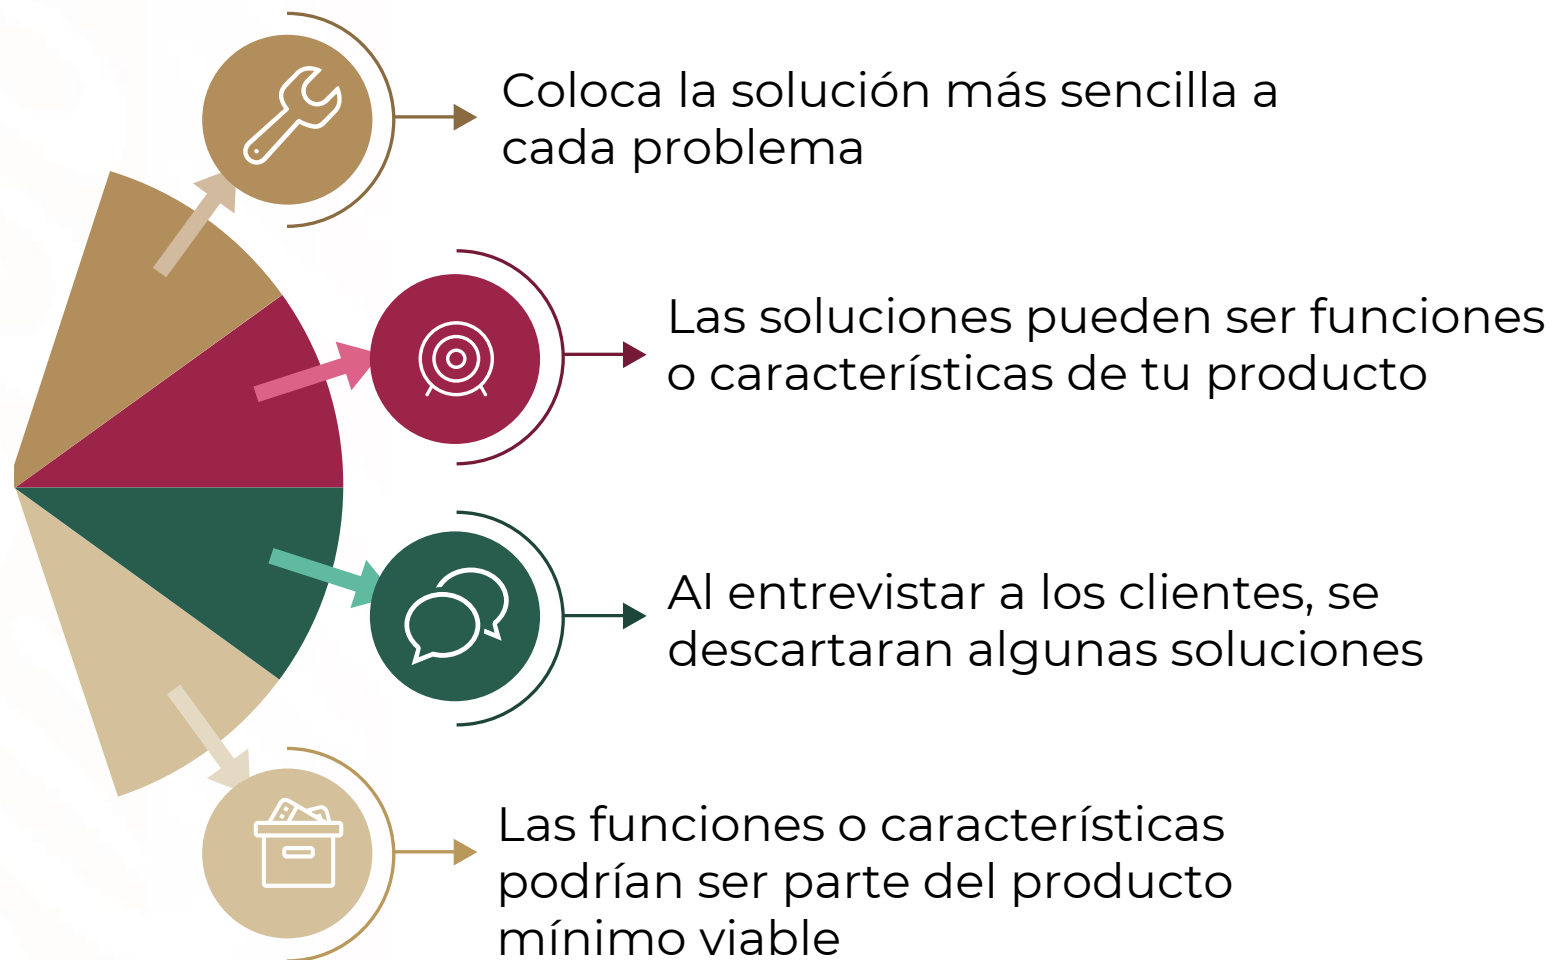 Coloca la solución más sencilla a
cada problema
Las soluciones pueden ser funciones
o características de tu producto
Al entrevistar a los clientes, se
descartaran algunas soluciones
Las funciones o características
podrían ser parte del producto
mínimo viable